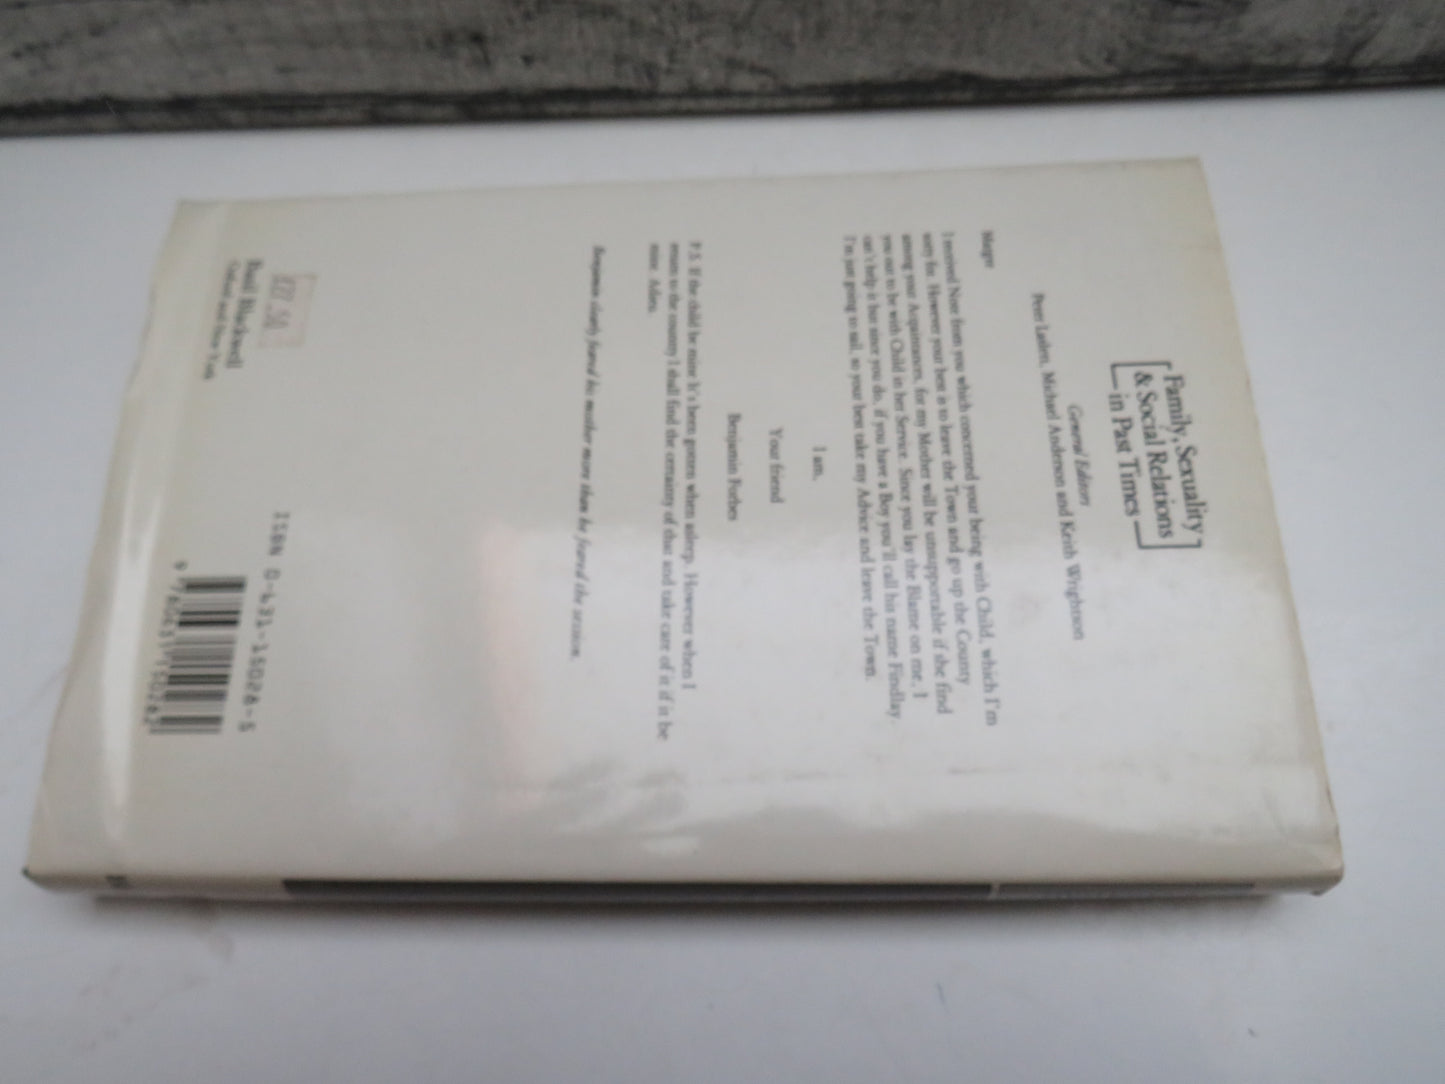 Family, Sexuality
& Social Relations
in Past Times
General Editors
Peter Laslett, Michael Anderson and Keith Wrightson
Marger
I received Note from you which concerned your being with Child, which I'm
sorry for. However your best is to leave the Town and go up the County
among your Acquaintances, for my Mother will be unsupportable if she find
you out to be with Child in her Service. Since you lay the Blame on me, I
can't help it but since you do, if you have a Boy you'll call his name Findlay
I'm just going to sail, so your best take my Advice and leave the Town.
I am,
Your friend
Benjamin Forbes
P.S. If the child be mine It's been gotten when asleep. However when I
return to the country I shall find the certainty of that and take care of it if it be
mine. Adieu.
Benjamin clearly feared his mother more than he feared the session.
£27.50
Basil Blackwell
Oxford and New York
ISBN 0-631-15028-5
9 780631 150282